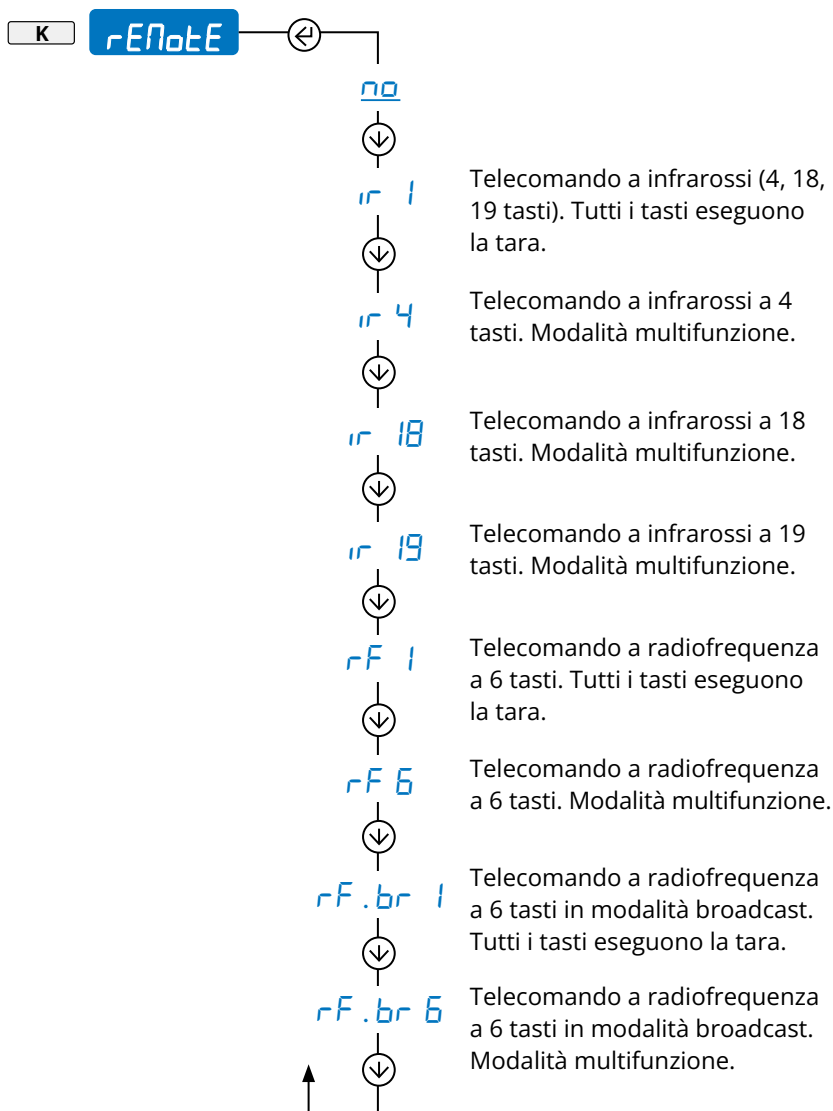 K rEMotE
no
ir 1
Telecomando a infrarossi (4, 18,
19 tasti). Tutti i tasti eseguono
la tara.
ir 4
Telecomando a infrarossi a 4
tasti. Modalità multifunzione.
ir 18
Telecomando a infrarossi a 18
tasti. Modalità multifunzione.
ir 19
Telecomando a infrarossi a 19
tasti. Modalità multifunzione.
rF 1
Telecomando a radiofrequenza
a 6 tasti. Tutti i tasti eseguono
la tara.
rF 6
Telecomando a radiofrequenza
a 6 tasti. Modalità multifunzione.
rF.br 1
Telecomando a radiofrequenza
a 6 tasti in modalità broadcast.
Tutti i tasti eseguono la tara.
rF.br 6
Telecomando a radiofrequenza
a 6 tasti in modalità broadcast.
Modalità multifunzione.